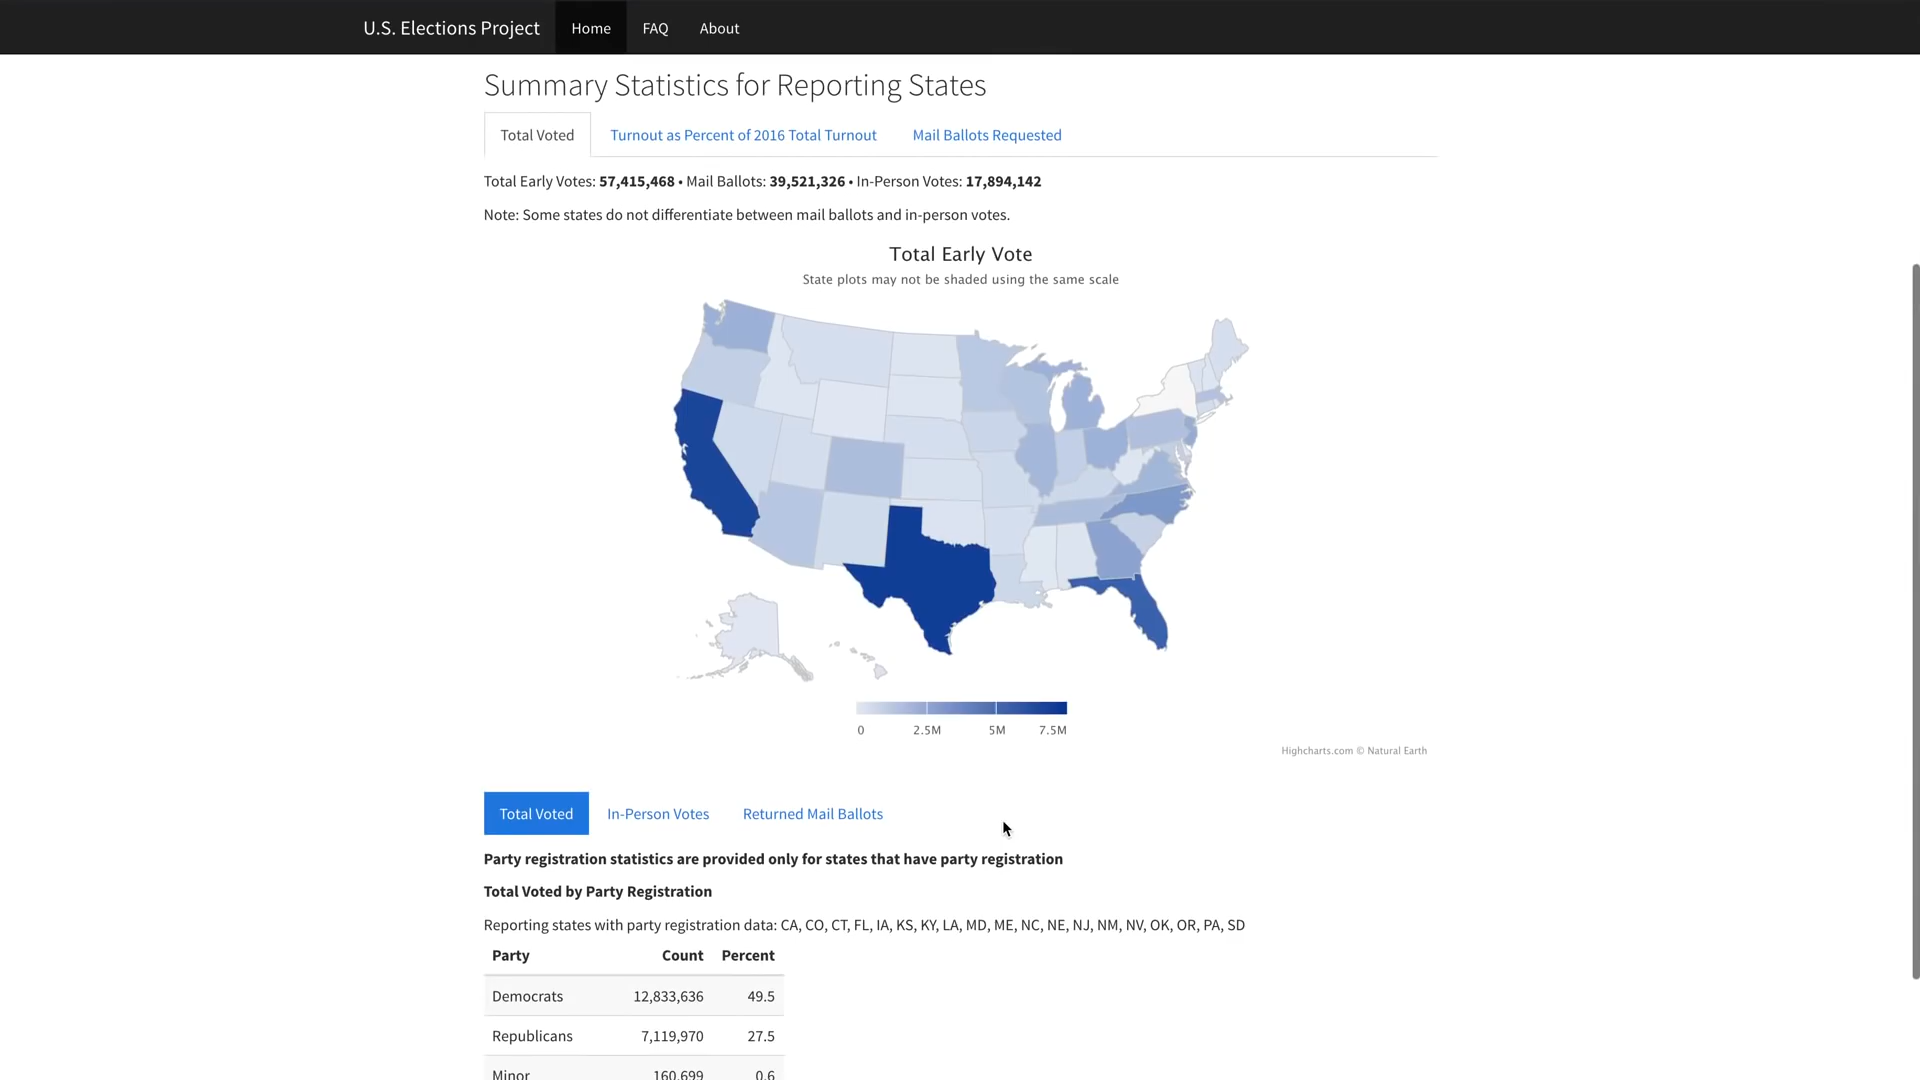 U.S. Elections Project Home FAQ About
Summary Statistics for Reporting States
Total Voted Turnout as Percent of 2016 Total Turnout Mail Ballots Requested
Total Early Votes: 57,415,468 • Mail Ballots: 39,521,326 • In-Person Votes: 17,894,142
Note: Some states do not differentiate between mail ballots and in-person votes.
Total Early Vote
State plots may not be shaded using the same scale
0 2.5M 5M 7.5M
Highcharts.com © Natural Earth
Total Voted In-Person Votes Returned Mail Ballots
Party registration statistics are provided only for states that have party registration
Total Voted by Party Registration
Reporting states with party registration data: CA, CO, CT, FL, IA, KS, KY, LA, MD, ME, NC, NE, NJ, NM, NV, OK, OR, PA, SD
Party Count Percent
Democrats 12,833,636 49.5
Republicans 7,119,970 27.5
Minor 160,699 0.6